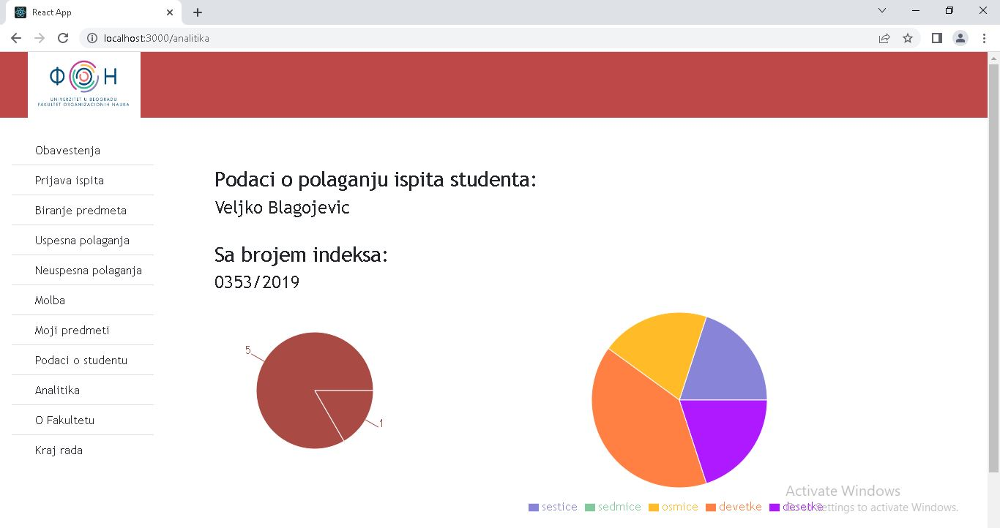 React App
localhost:3000/analitika
ФОН
UNIVERZITET U BEOGRADU
FAKULTET ORGANIZACIONIH NAUKA
Obavestenja
Prijava ispita
Biranje predmeta
Uspesna polaganja
Neuspesna polaganja
Molba
Moji predmeti
Podaci o studentu
Analitika
O Fakultetu
Kraj rada
Podaci o polaganju ispita studenta:
Veljko Blagojevic
Sa brojem indeksa:
0353/2019
5
1
sestice sedmice osmice devetke desetke
Activate Windows
Go to Settings to activate Windows.